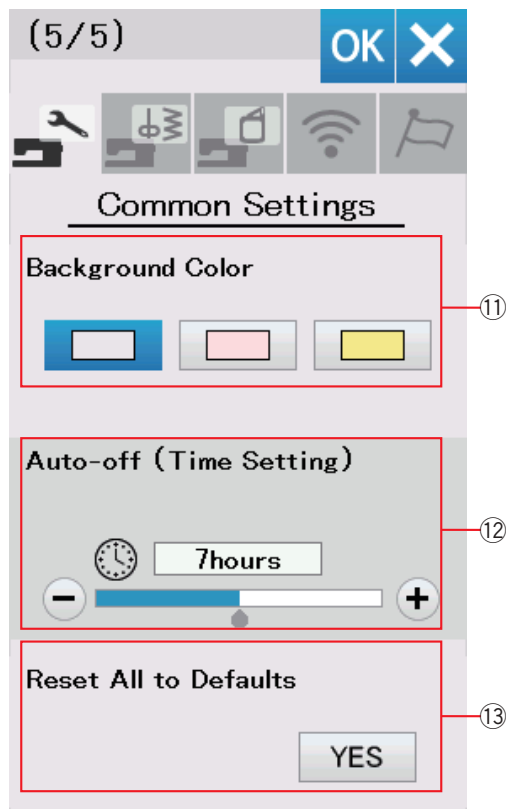 (5/5)
OK
Common Settings
Background Color
⑪
Auto-off (Time Setting)
⑫
7hours
− +
Reset All to Defaults
⑬
YES